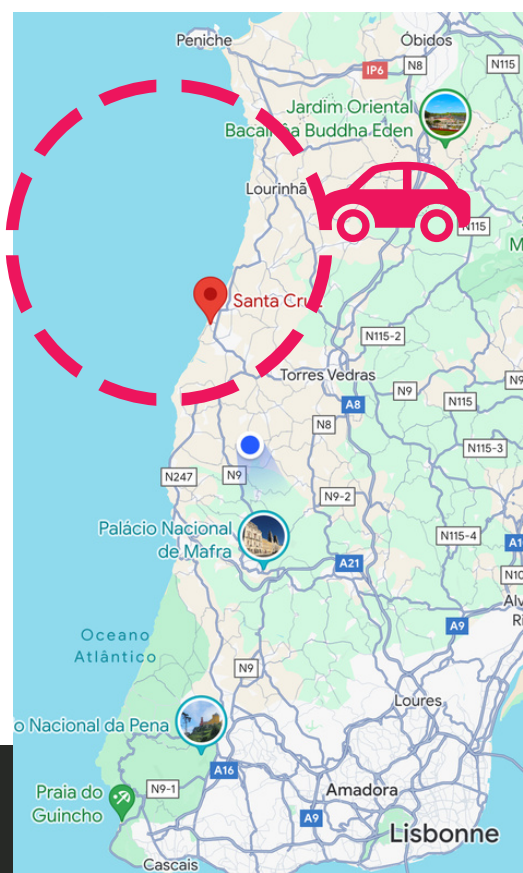 Peniche
Óbidos
N8
N115
IP6
Jardim Oriental
Bacalhôa Buddha Eden
Lourinhã
N115
Santa Cruz
N115-2
Torres Vedras
N9
N115
A8
N8
N115-3
N247
N9
N9-2
Palácio Nacional
de Mafra
N115-4
A21
A9
Oceano
Atlântico
N9
Loures
o Nacional da Pena
A16
Praia do
Guincho
N9-1
Amadora
A9
Lisbonne
Cascais